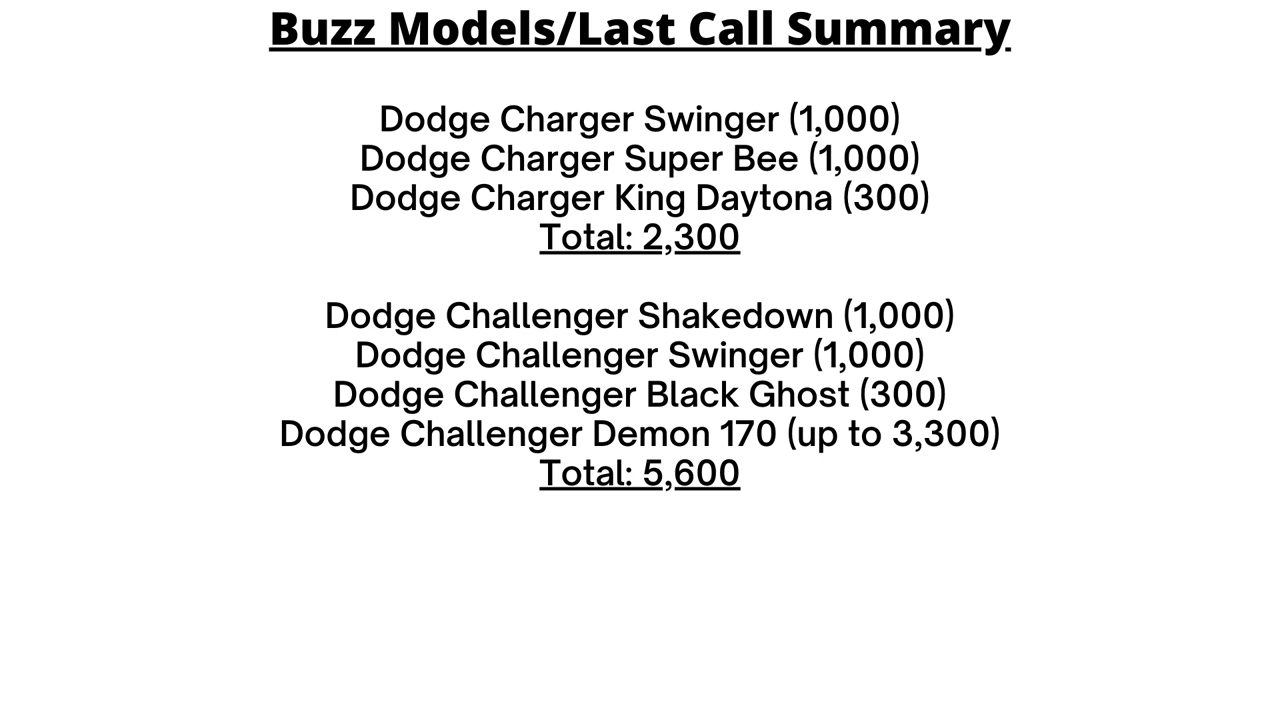 Buzz Models/Last Call Summary
Dodge Charger Swinger (1,000)
Dodge Charger Super Bee (1,000)
Dodge Charger King Daytona (300)
Total: 2,300
Dodge Challenger Shakedown (1,000)
Dodge Challenger Swinger (1,000)
Dodge Challenger Black Ghost (300)
Dodge Challenger Demon 170 (up to 3,300)
Total: 5,600